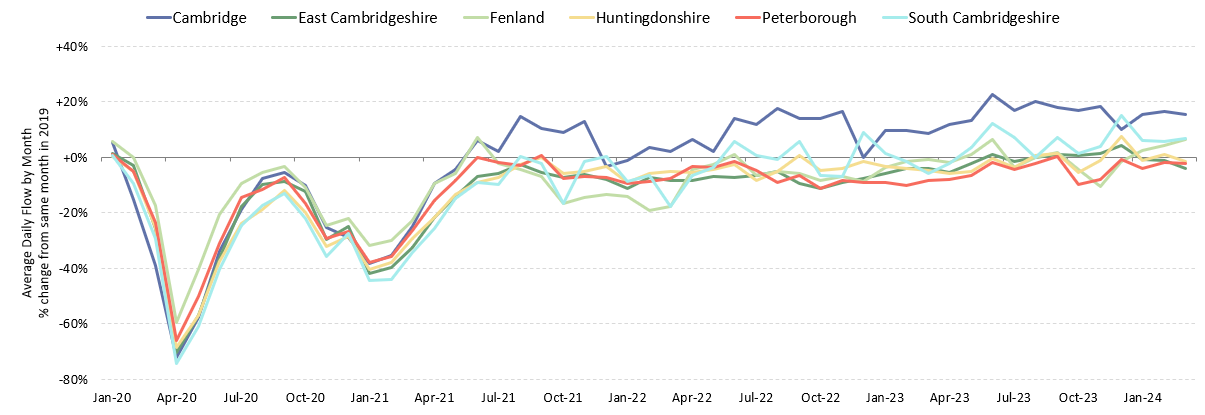 Cambridge East Cambridgeshire Fenland Huntingdonshire Peterborough South Cambridgeshire
Average Daily Flow by Month
% change from same month in 2019
+40%
+20%
+0%
-20%
-40%
-60%
-80%
Jan-20 Apr-20 Jul-20 Oct-20 Jan-21 Apr-21 Jul-21 Oct-21 Jan-22 Apr-22 Jul-22 Oct-22 Jan-23 Apr-23 Jul-23 Oct-23 Jan-24